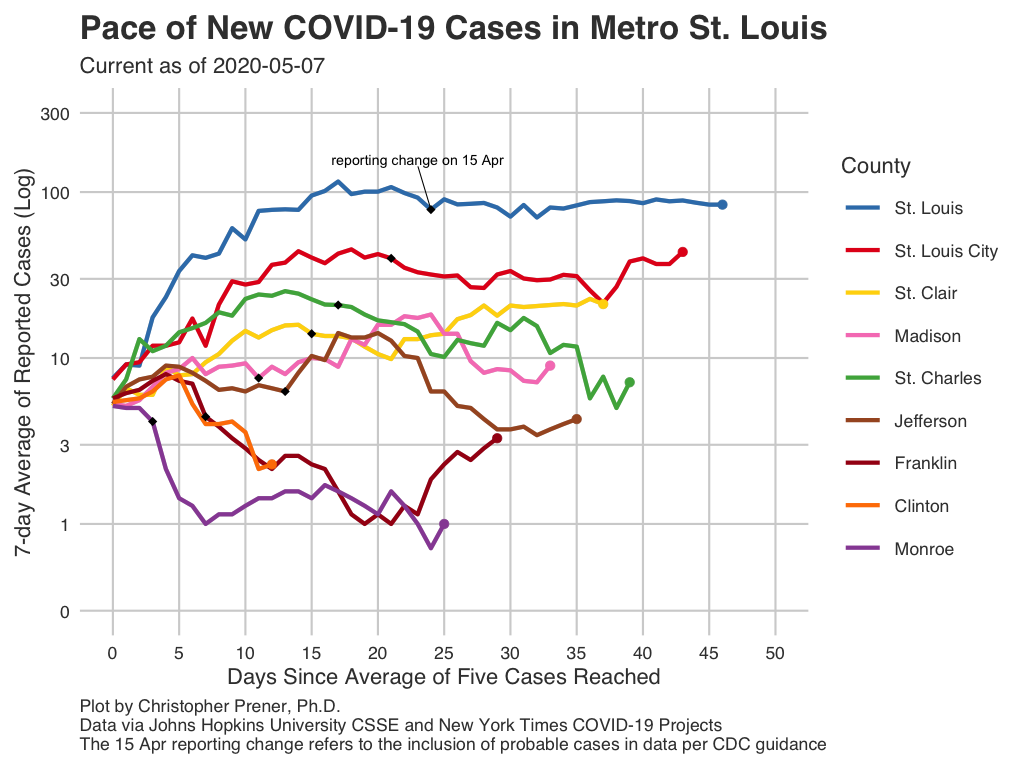 Pace of New COVID-19 Cases in Metro St. Louis
Current as of 2020-05-07
7-day Average of Reported Cases (Log)
300
100
30
10
3
1
0
reporting change on 15 Apr
0 5 10 15 20 25 30 35 40 45 50
Days Since Average of Five Cases Reached
County
St. Louis
St. Louis City
St. Clair
Madison
St. Charles
Jefferson
Franklin
Clinton
Monroe
Plot by Christopher Prener, Ph.D.
Data via Johns Hopkins University CSSE and New York Times COVID-19 Projects
The 15 Apr reporting change refers to the inclusion of probable cases in data per CDC guidance